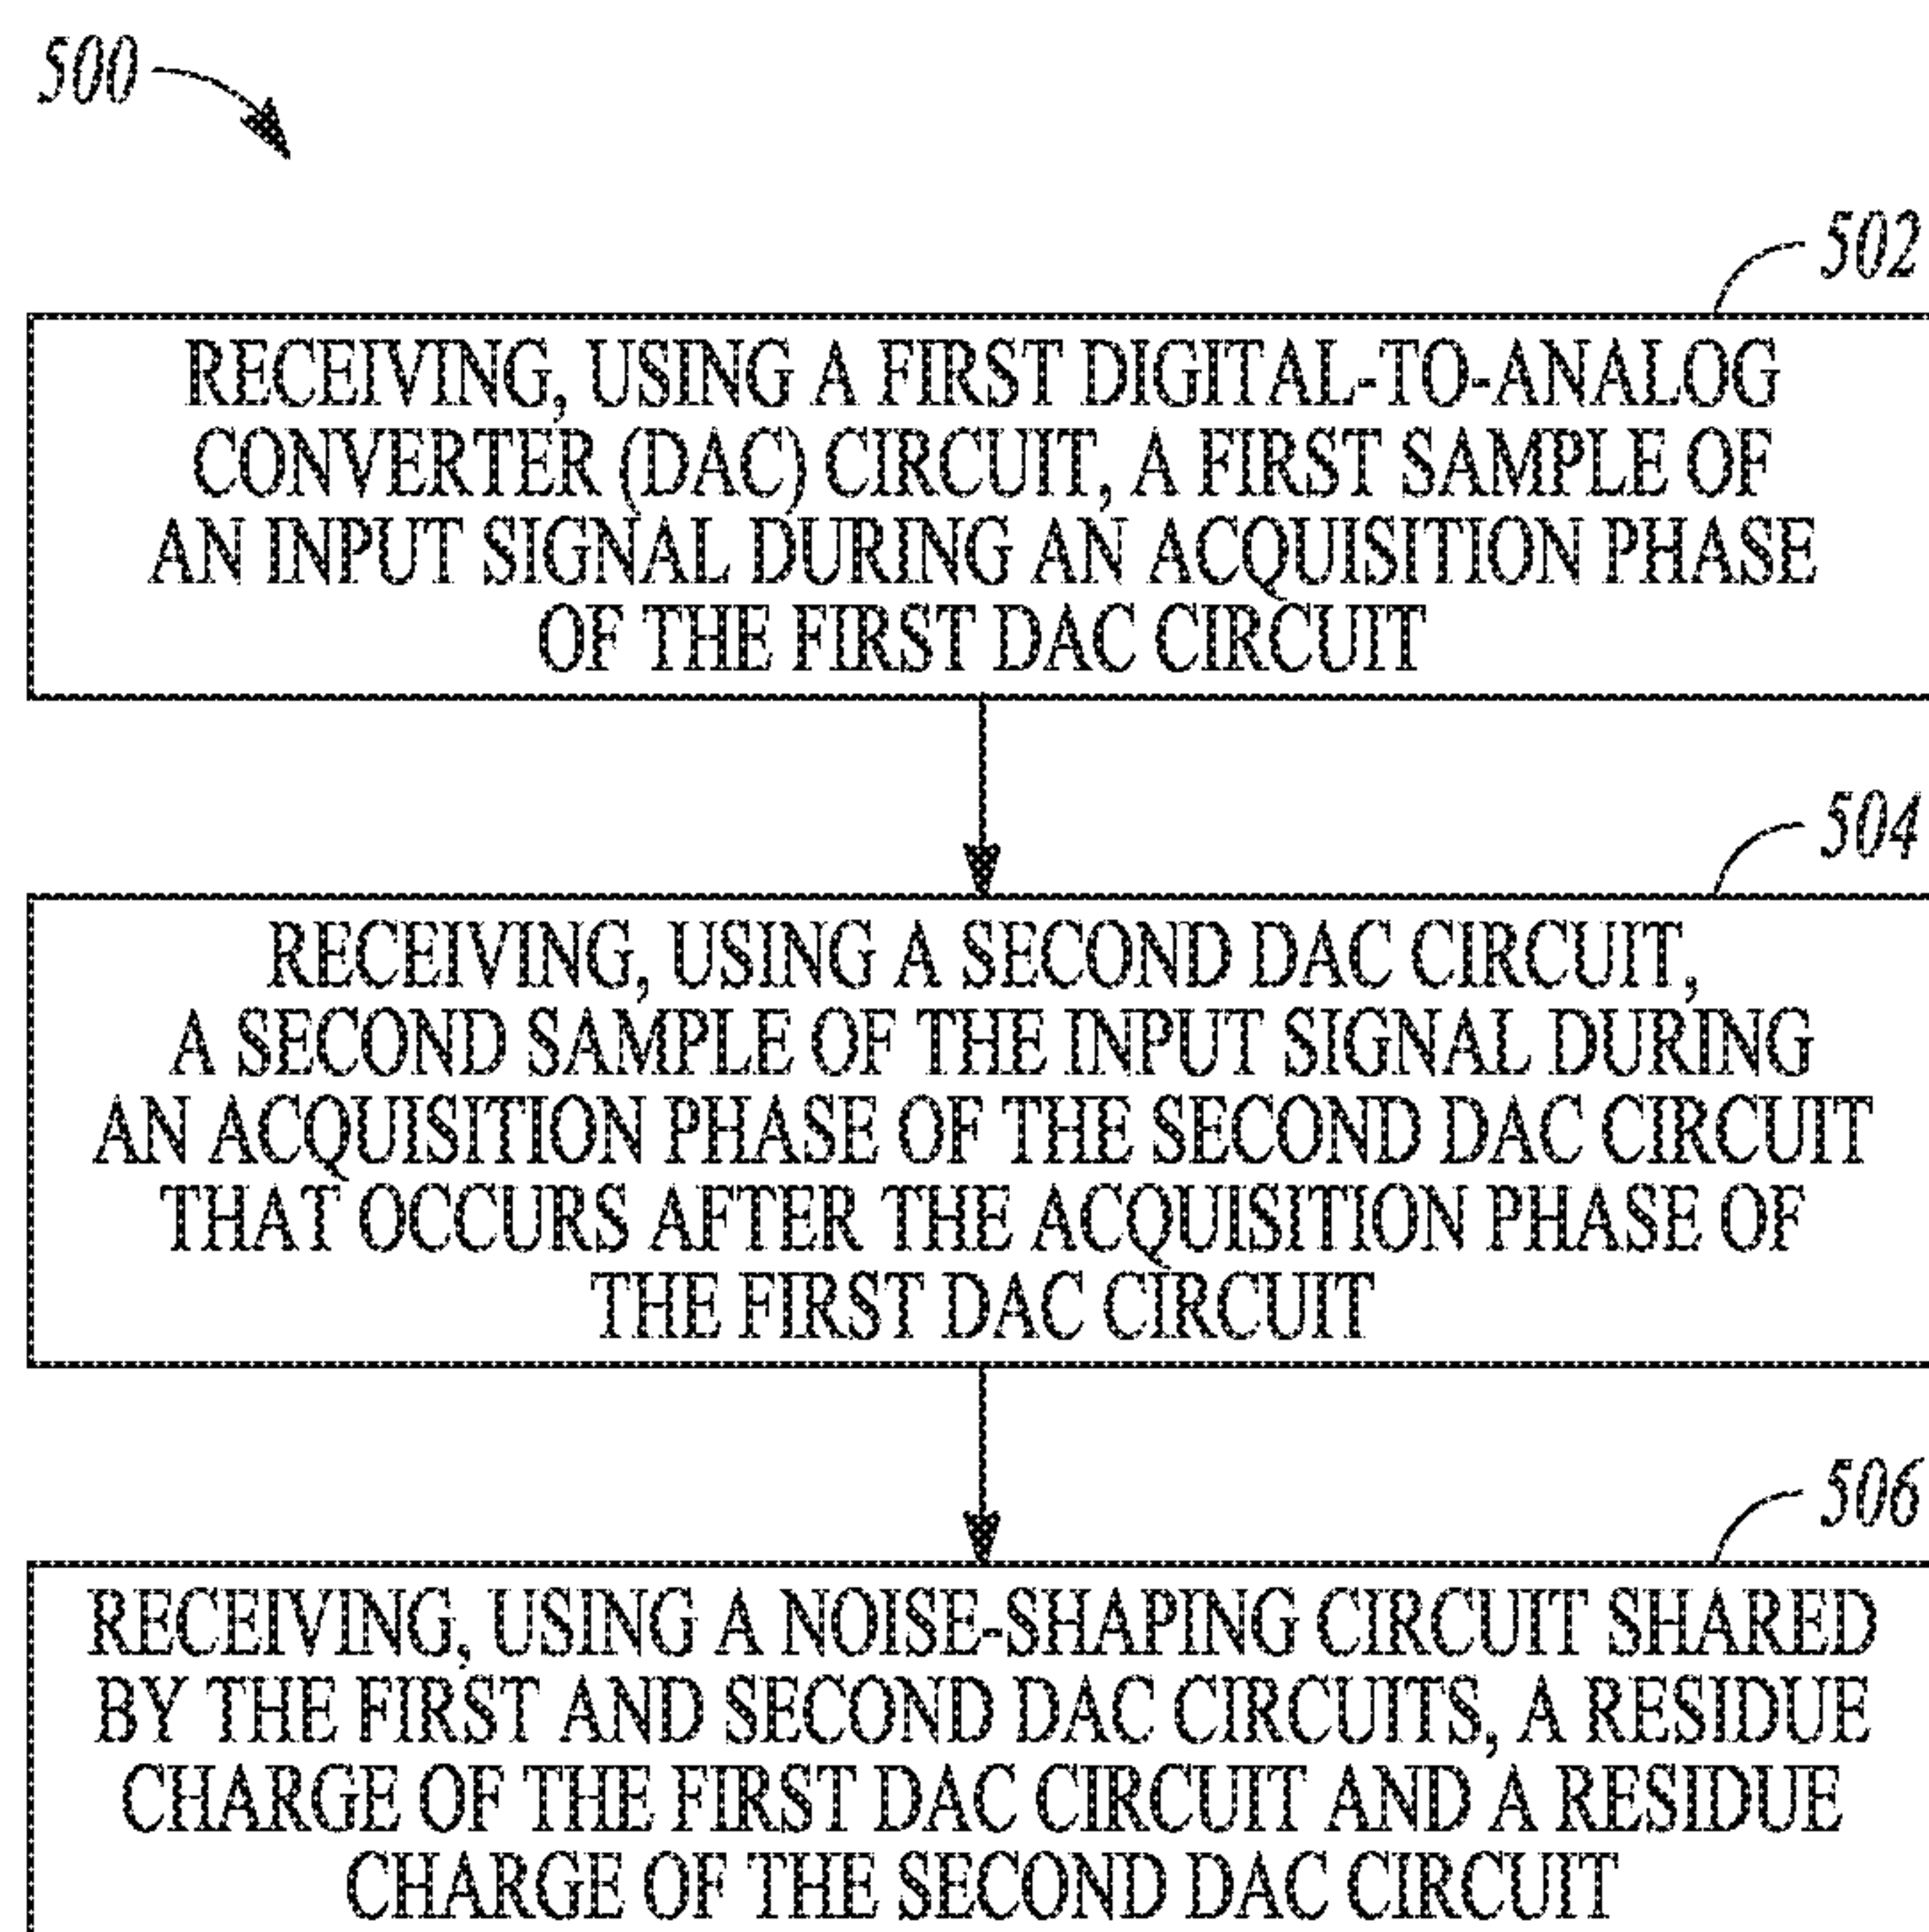 500
502
RECEIVING, USING A FIRST DIGITAL-TO-ANALOG
CONVERTER (DAC) CIRCUIT, A FIRST SAMPLE OF
AN INPUT SIGNAL DURING AN ACQUISITION PHASE
OF THE FIRST DAC CIRCUIT
504
RECEIVING, USING A SECOND DAC CIRCUIT,
A SECOND SAMPLE OF THE INPUT SIGNAL DURING
AN ACQUISITION PHASE OF THE SECOND DAC CIRCUIT
THAT OCCURS AFTER THE ACQUISITION PHASE OF
THE FIRST DAC CIRCUIT
506
RECEIVING, USING A NOISE-SHAPING CIRCUIT SHARED
BY THE FIRST AND SECOND DAC CIRCUITS, A RESIDUE
CHARGE OF THE FIRST DAC CIRCUIT AND A RESIDUE
CHARGE OF THE SECOND DAC CIRCUIT